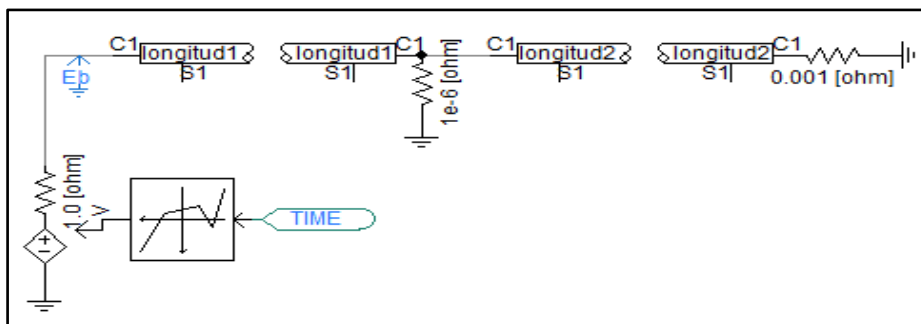 C1 longitud1 longitud1 C1 C1 longitud2 longitud2 C1
S1 S1 S1 S1
Eb
1e-6 [ohm]
0.001 [ohm]
1.0 [ohm]
V
TIME
+
-